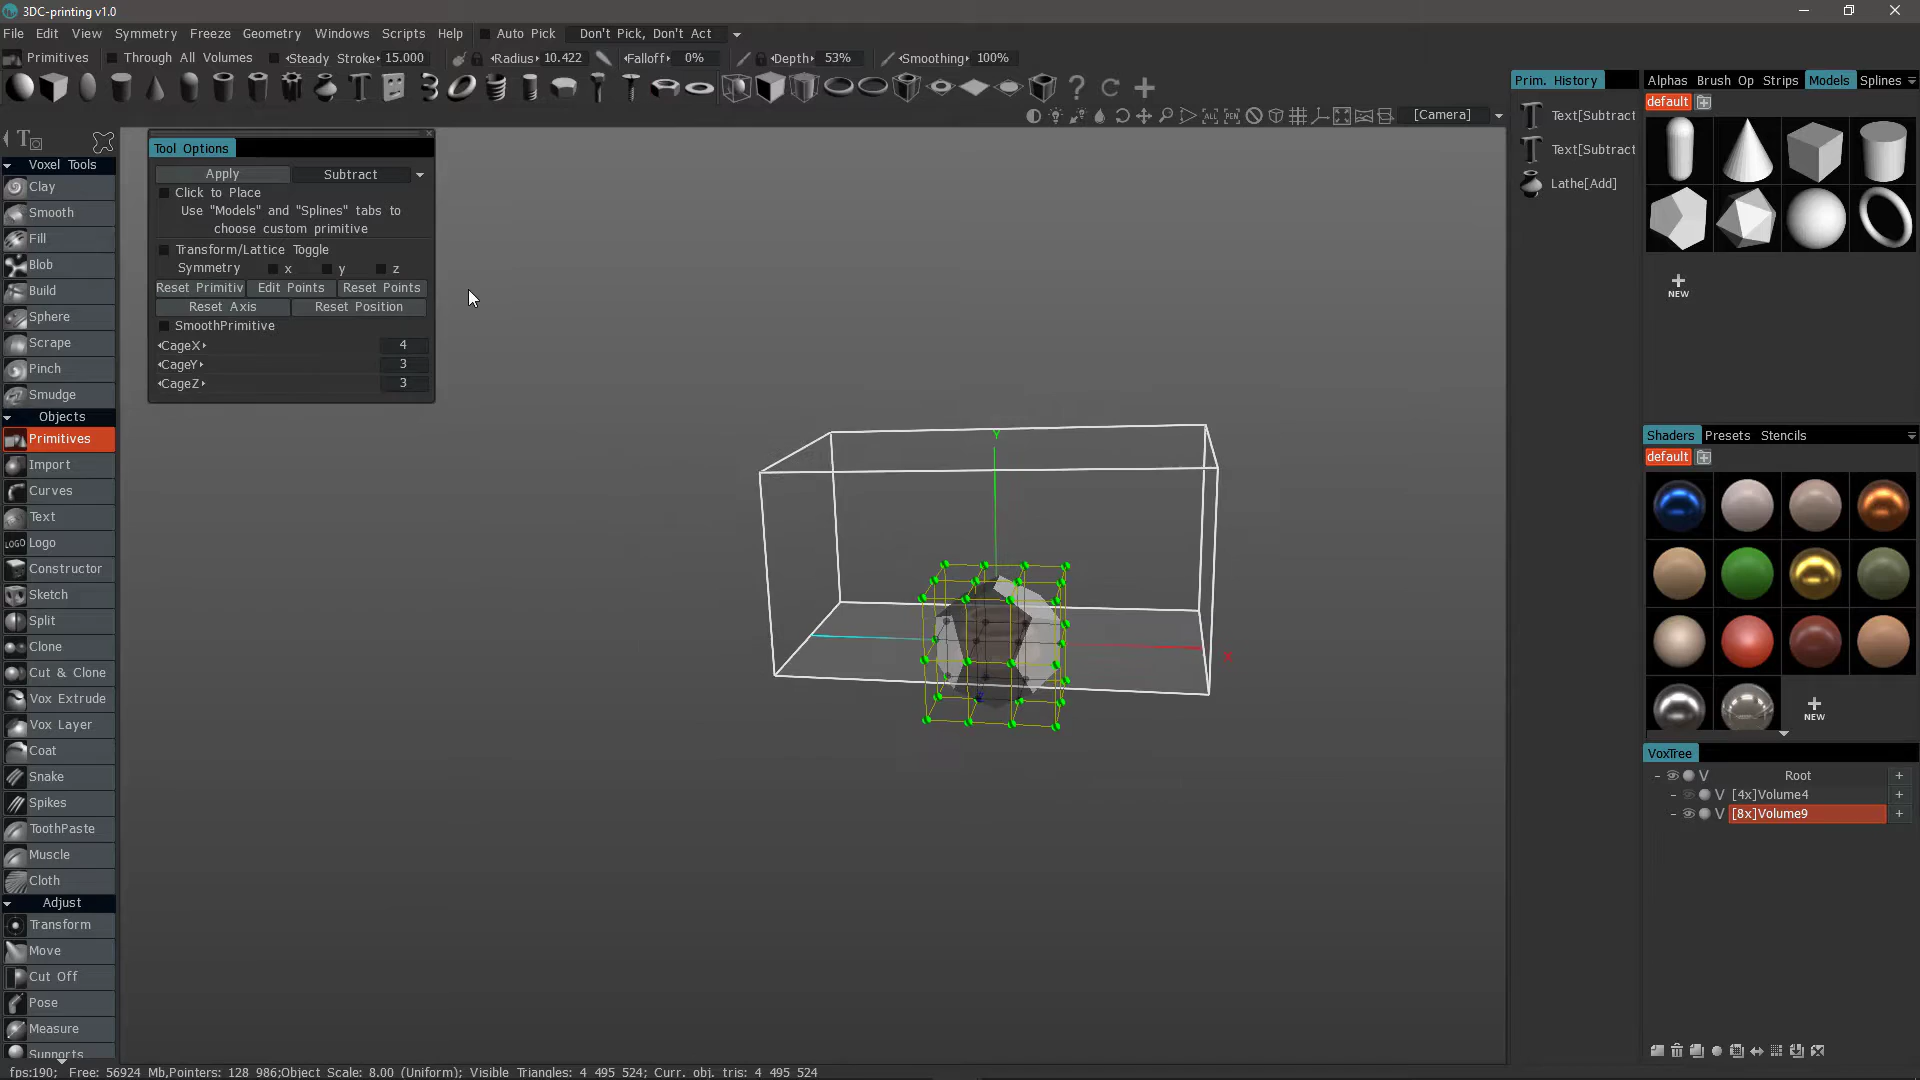 3DC-printing v1.0
File Edit View Symmetry Freeze Geometry Windows Scripts Help Auto Pick Don't Pick, Don't Act
Primitives Through All Volumes Steady Stroke 15.000 Radius 10.422 Falloff 0% Depth 53% Smoothing 100%
[Camera]
Tool Options
Apply Subtract
Click to Place
Use "Models" and "Splines" tabs to
choose custom primitive
Transform/Lattice Toggle
Symmetry x y z
Reset Primitiv Edit Points Reset Points
Reset Axis Reset Position
SmoothPrimitive
CageX 4
CageY 3
CageZ 3
Voxel Tools
Clay
Smooth
Fill
Blob
Build
Sphere
Scrape
Pinch
Smudge
Objects
Primitives
Import
Curves
Text
LOGO Logo
Constructor
Sketch
Split
Clone
Cut & Clone
Vox Extrude
Vox Layer
Coat
Snake
Spikes
ToothPaste
Muscle
Cloth
Adjust
Transform
Move
Cut Off
Pose
Measure
Supports
Y
X
Prim. History
Text[Subtract
Text[Subtract
Lathe[Add]
Alphas Brush Op Strips Models Splines
default
NEW
Shaders Presets Stencils
default
NEW
VoxTree
V Root +
V [4x]Volume4 +
V [8x]Volume9 +
fps:190; Free: 56924 Mb,Pointers: 128 986;Object Scale: 8.00 (Uniform); Visible Triangles: 4 495 524; Curr. obj. tris: 4 495 524